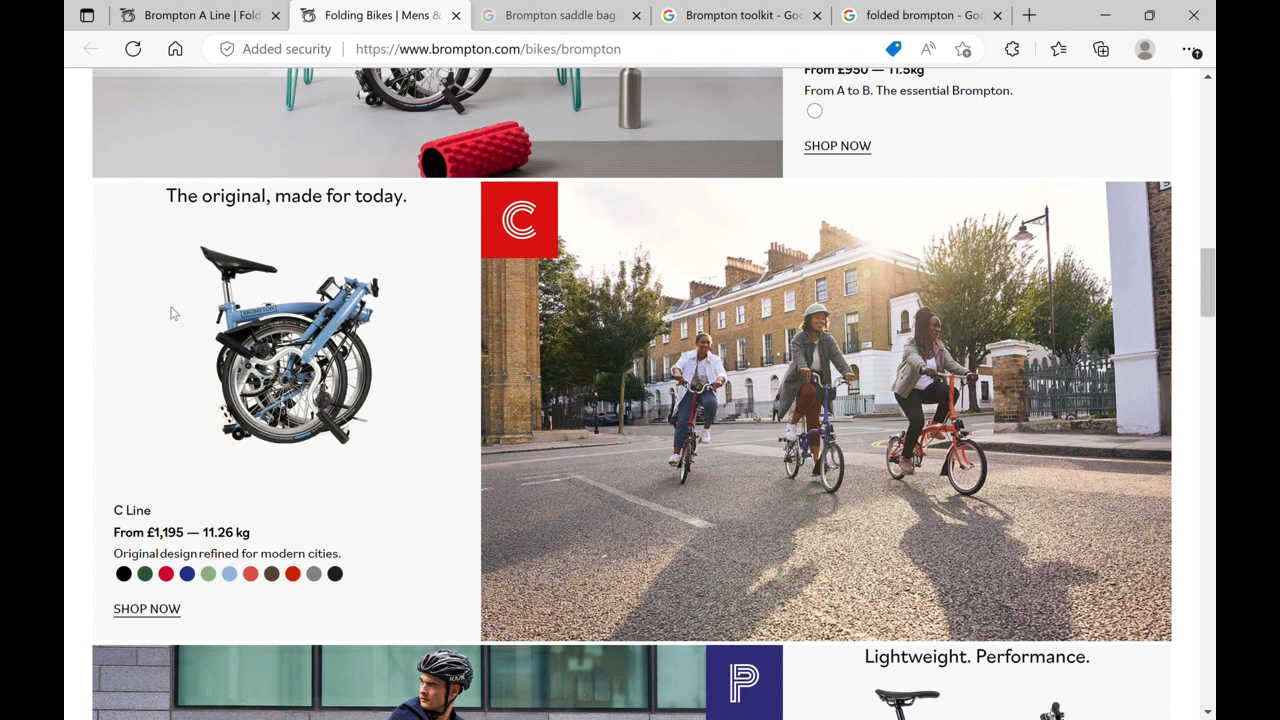 Brompton A Line | Fold
Folding Bikes | Mens &
Brompton saddle bag -
Brompton toolkit - Goo
folded brompton - Goo
Added security
https://www.brompton.com/bikes/brompton
From £950 — 11.5kg
From A to B. The essential Brompton.
SHOP NOW
The original, made for today.
C
BROMPTON
C Line
From £1,195 — 11.26 kg
Original design refined for modern cities.
SHOP NOW
P
KASK
Lightweight. Performance.